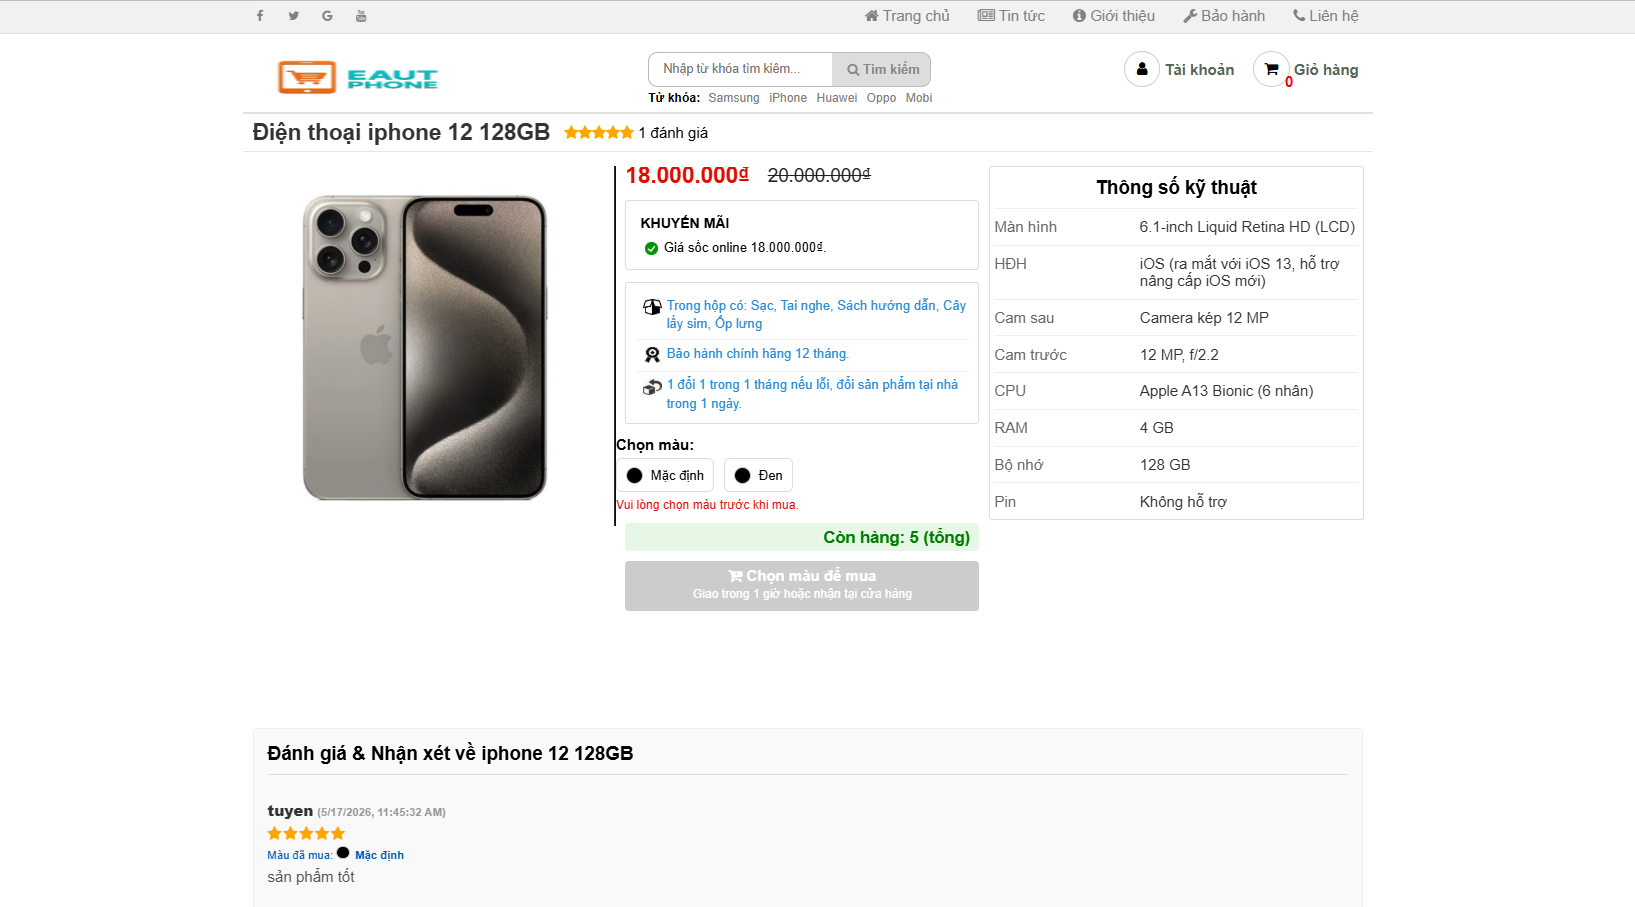 Trang chủ Tin tức Giới thiệu Bảo hành Liên hệ
EAUT
PHONE
Nhập từ khóa tìm kiếm... Tìm kiếm
Từ khóa: Samsung iPhone Huawei Oppo Mobi
Tài khoản
0
Giỏ hàng
Điện thoại iphone 12 128GB 1 đánh giá
18.000.000₫ 20.000.000₫
KHUYẾN MÃI
Giá sốc online 18.000.000₫.
Trong hộp có: Sạc, Tai nghe, Sách hướng dẫn, Cây
lấy sim, Ốp lưng
Bảo hành chính hãng 12 tháng.
1 đổi 1 trong 1 tháng nếu lỗi, đổi sản phẩm tại nhà
trong 1 ngày.
Chọn màu:
Mặc định Đen
Vui lòng chọn màu trước khi mua.
Còn hàng: 5 (tổng)
Chọn màu để mua
Giao trong 1 giờ hoặc nhận tại cửa hàng
Thông số kỹ thuật
Màn hình 6.1-inch Liquid Retina HD (LCD)
HĐH iOS (ra mắt với iOS 13, hỗ trợ
nâng cấp iOS mới)
Cam sau Camera kép 12 MP
Cam trước 12 MP, f/2.2
CPU Apple A13 Bionic (6 nhân)
RAM 4 GB
Bộ nhớ 128 GB
Pin Không hỗ trợ
Đánh giá & Nhận xét về iphone 12 128GB
tuyen (5/17/2026, 11:45:32 AM)
Màu đã mua: Mặc định
sản phẩm tốt